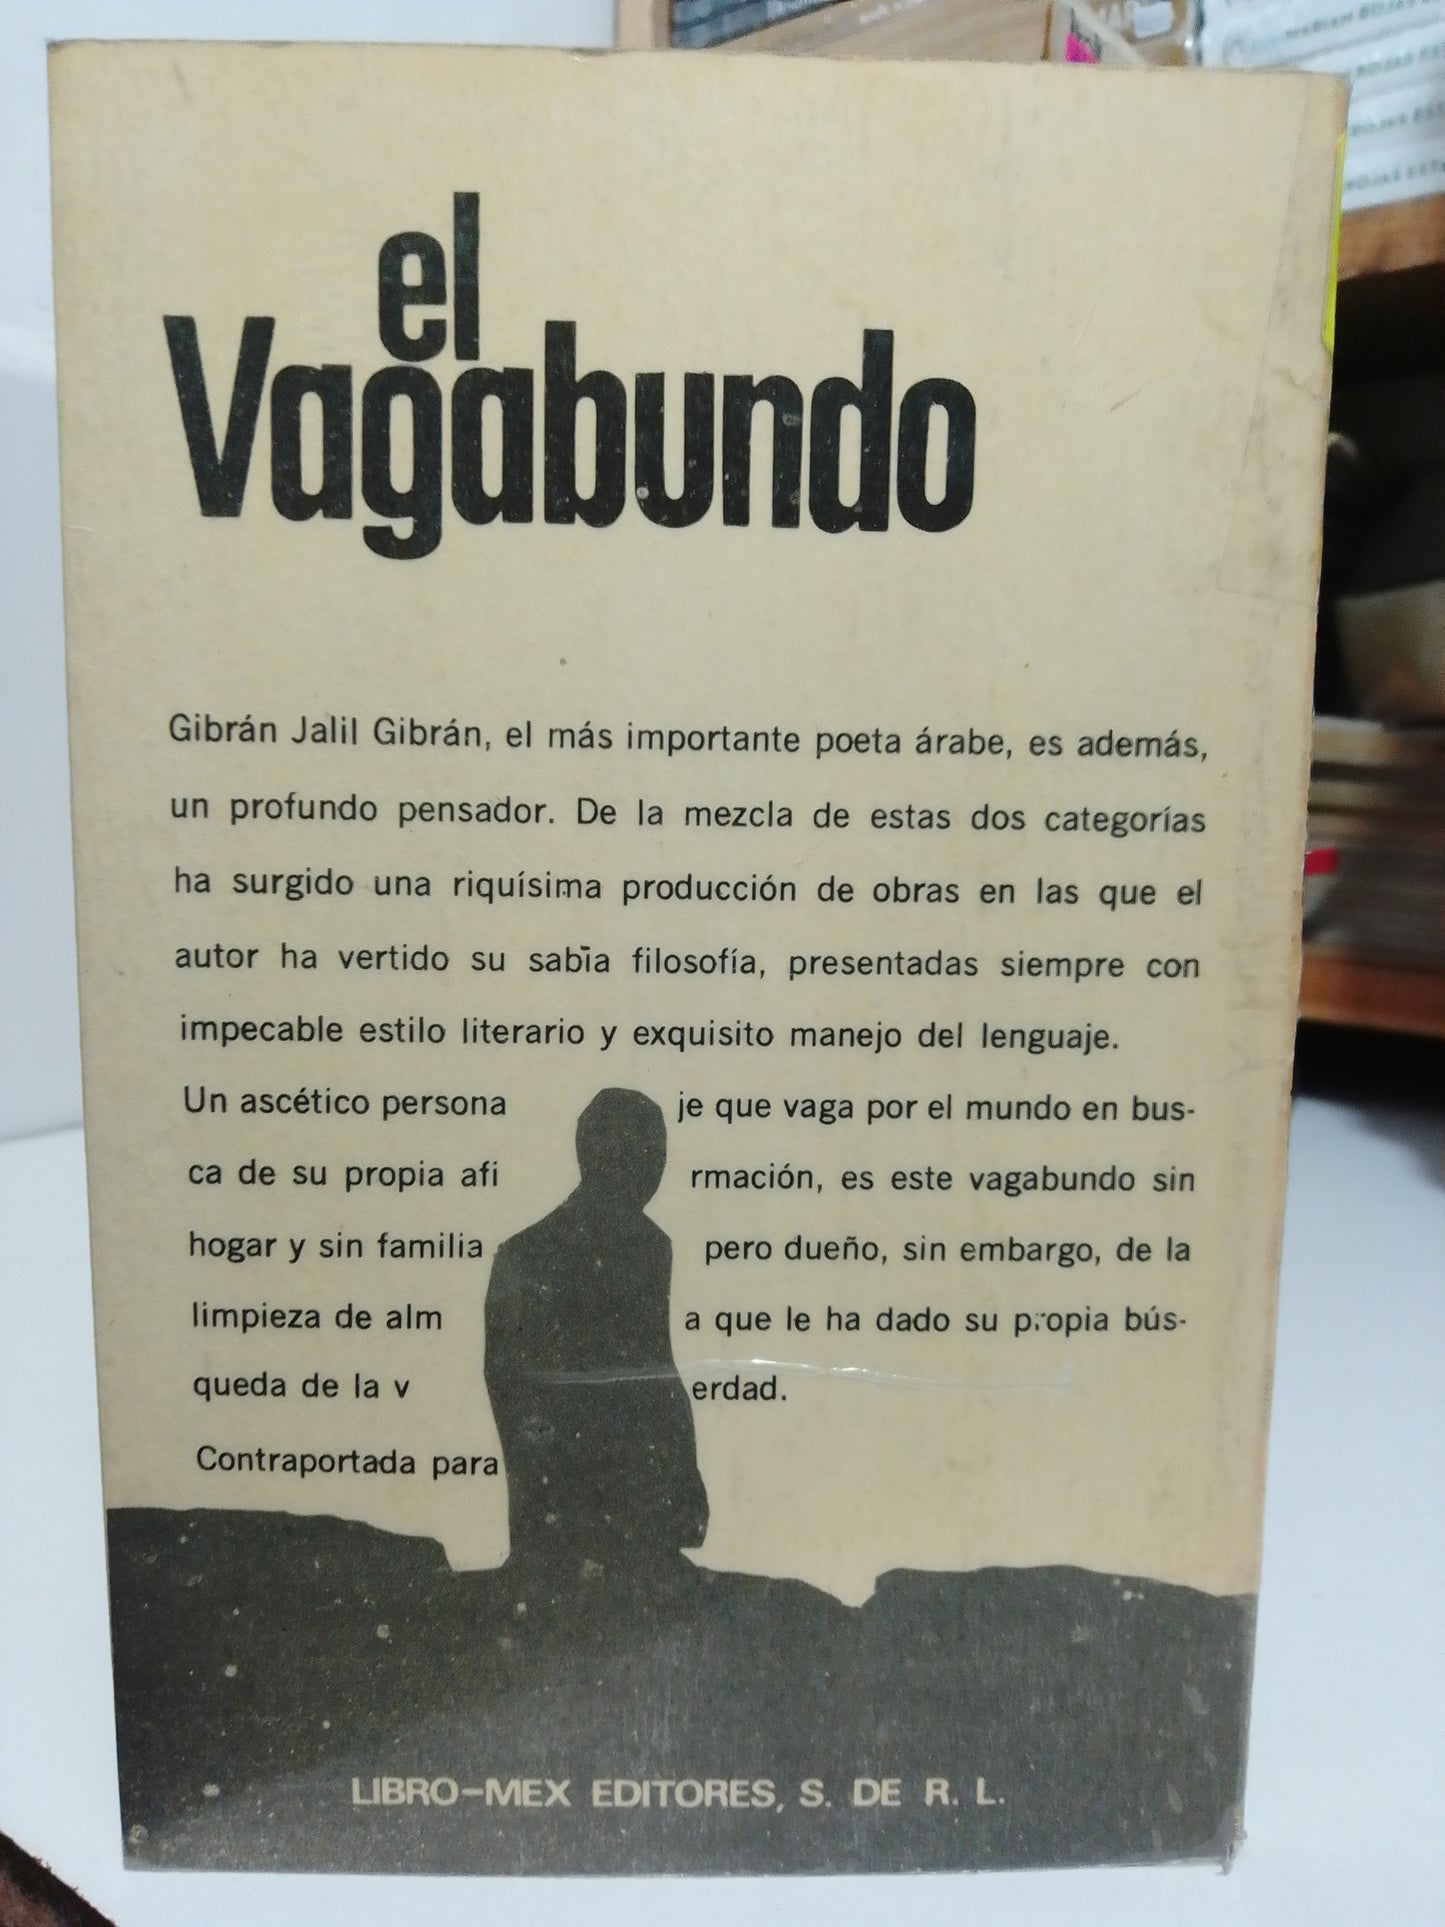 el
Vagabundo
Gibrán Jalil Gibrán, el más importante poeta árabe, es además,
un profundo pensador. De la mezcla de estas dos categorías
ha surgido una riquísima producción de obras en las que el
autor ha vertido su sabia filosofía, presentadas siempre con
impecable estilo literario y exquisito manejo del lenguaje.
Un ascético persona je que vaga por el mundo en bus-
ca de su propia afi rmación, es este vagabundo sin
hogar y sin familia pero dueño, sin embargo, de la
limpieza de alm a que le ha dado su propia bús-
queda de la v erdad.
Contraportada para
LIBRO-MEX EDITORES, S. DE R. L.